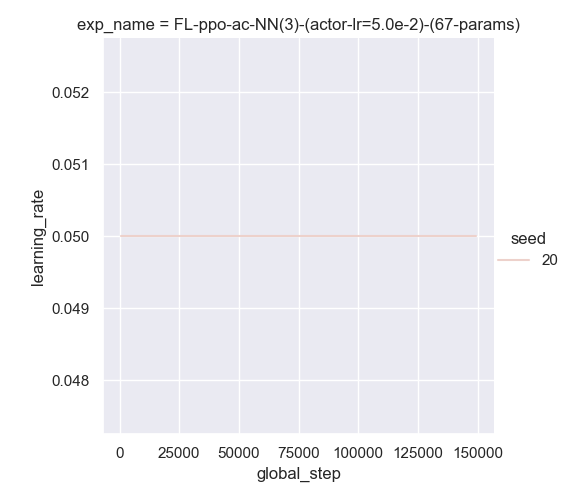 exp_name = FL-ppo-ac-NN(3)-(actor-lr=5.0e-2)-(67-params)
0.052
0.051
0.050
0.049
0.048
learning_rate
seed
20
0 25000 50000 75000 100000 125000 150000
global_step